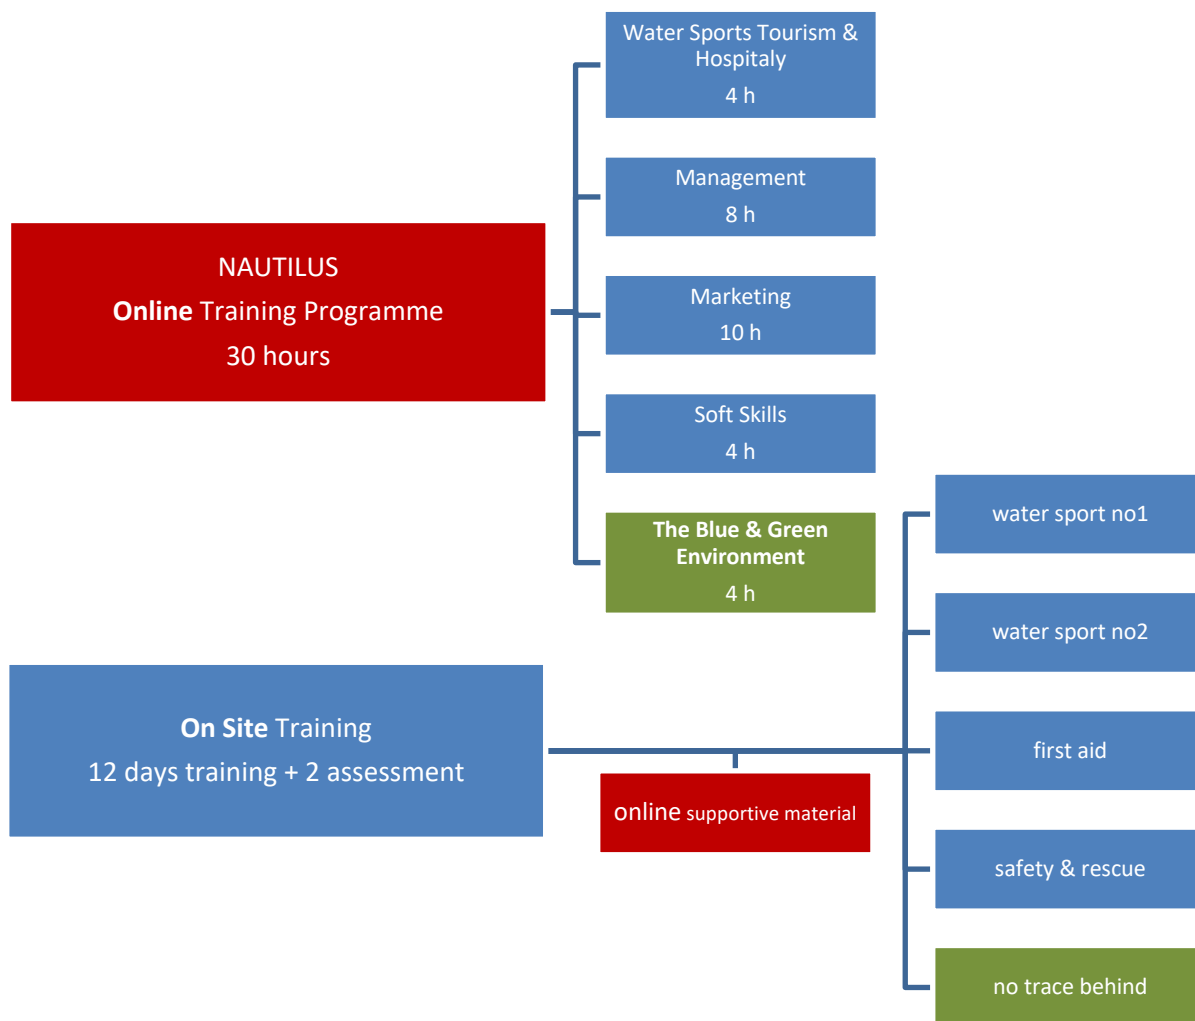 NAUTILUS
Online Training Programme
30 hours
Water Sports Tourism &
Hospitaly
4 h
Management
8 h
Marketing
10 h
Soft Skills
4 h
The Blue & Green
Environment
4 h
On Site Training
12 days training + 2 assessment
online supportive material
water sport no1
water sport no2
first aid
safety & rescue
no trace behind